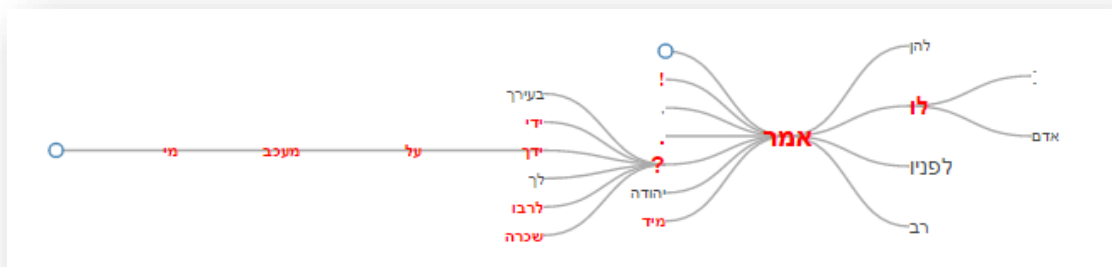 להן
!
בעירך
:
.
לו
ידי
אמר
אדם
.
מי
מעכב
על
ידך
?
לפניו
לך
יהודה
לרבו
מיד
רב
שכרה